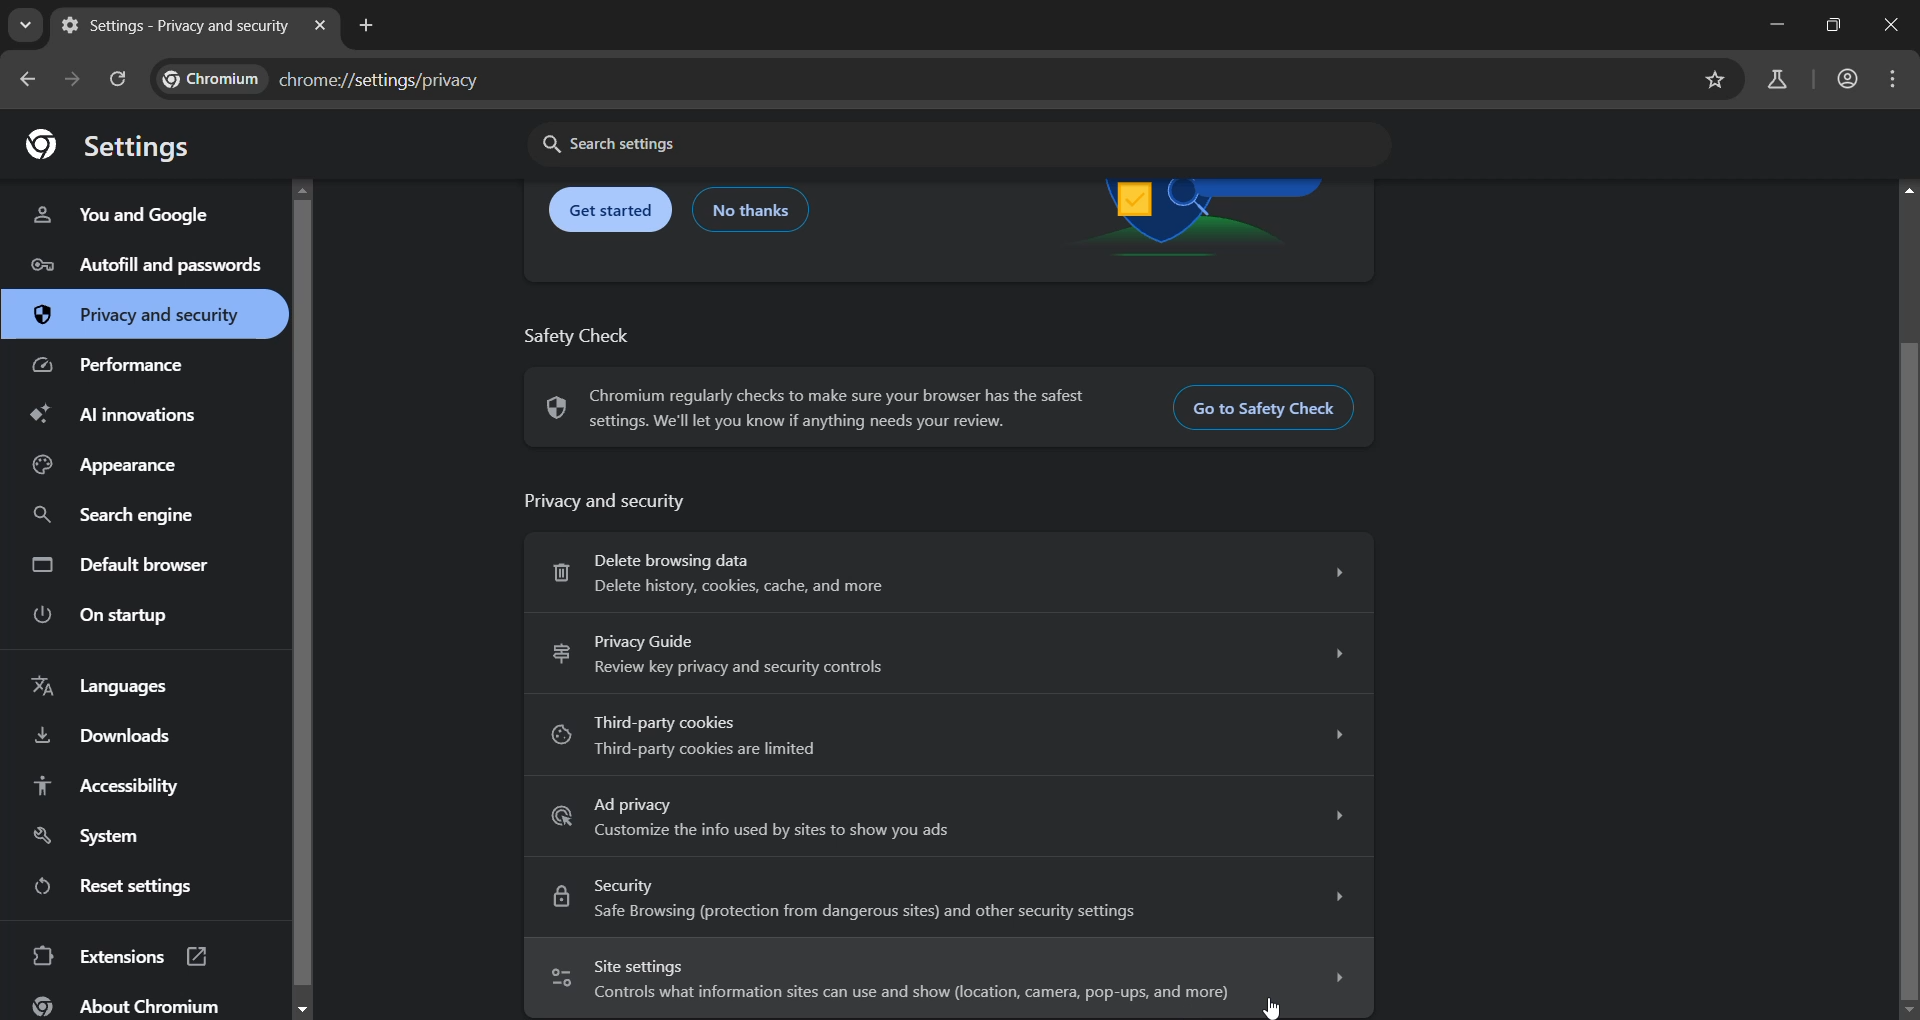 Settings - Privacy and security
Chromium
chrome://settings/privacy
Settings
Search settings
You and Google
Autofill and passwords
Privacy and security
Performance
AI innovations
Appearance
Search engine
Default browser
On startup
Languages
Downloads
Accessibility
System
Reset settings
Extensions
About Chromium
Get started
No thanks
Safety Check
Chromium regularly checks to make sure your browser has the safest
settings. We'll let you know if anything needs your review.
Go to Safety Check
Privacy and security
Delete browsing data
Delete history, cookies, cache, and more
Privacy Guide
Review key privacy and security controls
Third-party cookies
Third-party cookies are limited
Ad privacy
Customize the info used by sites to show you ads
Security
Safe Browsing (protection from dangerous sites) and other security settings
Site settings
Controls what information sites can use and show (location, camera, pop-ups, and more)